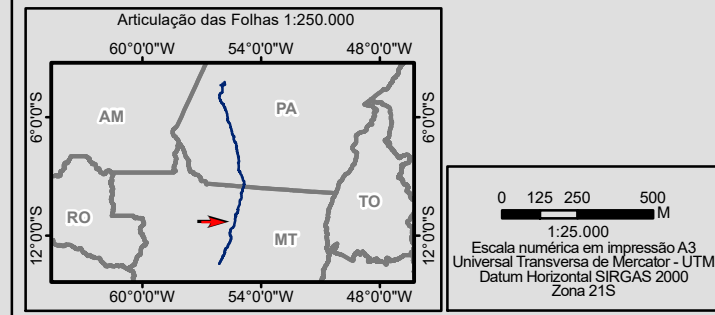 Articulação das Folhas 1:250.000
60°0'0"W 54°0'0"W 48°0'0"W
6°0'0"S
12°0'0"S
AM
PA
RO
MT
TO
6°0'0"S
12°0'0"S
60°0'0"W 54°0'0"W 48°0'0"W
0 125 250 500
M
1:25.000
Escala numérica em impressão A3
Universal Transversa de Mercator - UTM
Datum Horizontal SIRGAS 2000
Zona 21S